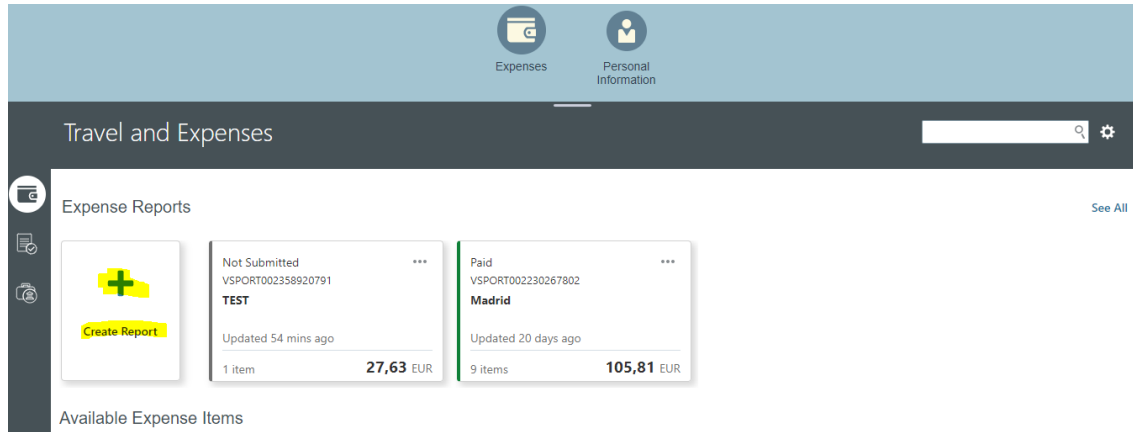 Expenses
Personal
Information
Travel and Expenses
Expense Reports
See All
Create Report
Not Submitted
VSPORT002358920791
TEST
Updated 54 mins ago
1 item
27,63 EUR
Paid
VSPORT002230267802
Madrid
Updated 20 days ago
9 items
105,81 EUR
Available Expense Items